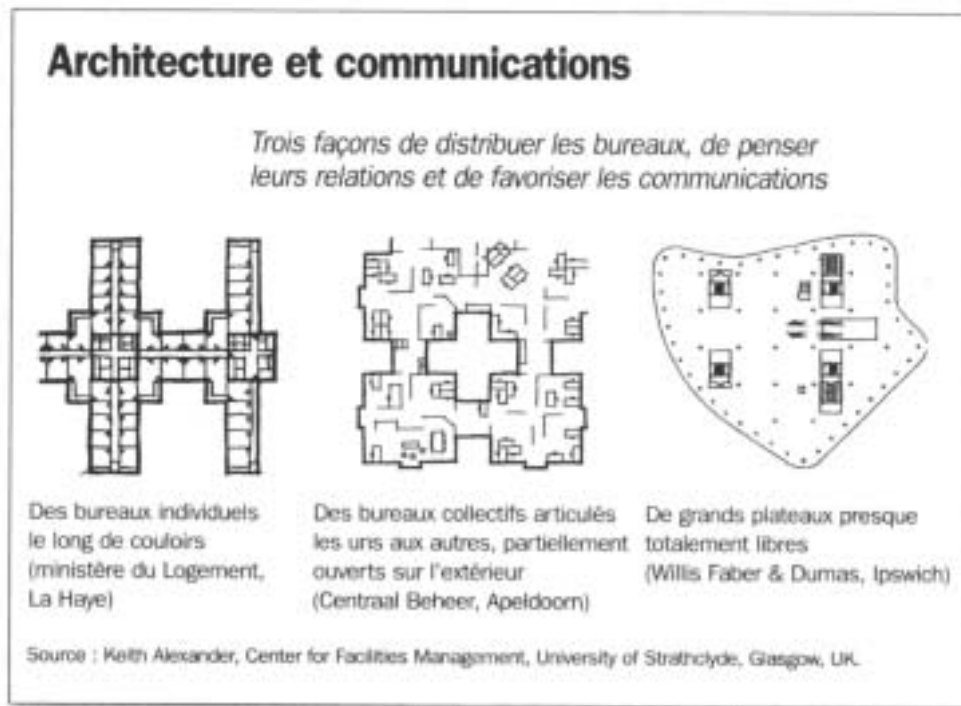 Architecture et communications
Trois façons de distribuer les bureaux, de penser
leurs relations et de favoriser les communications
Des bureaux individuels
le long de couloirs
(ministère du Logement,
La Haye)
Des bureaux collectifs articulés
les uns aux autres, partiellement
ouverts sur l'extérieur
(Centraal Beheer, Apeldoorn)
De grands plateaux presque
totalement libres
(Willis Faber & Dumas, Ipswich)
Source : Keith Alexander, Center for Facilities Management, University of Strathclyde, Glasgow, UK.